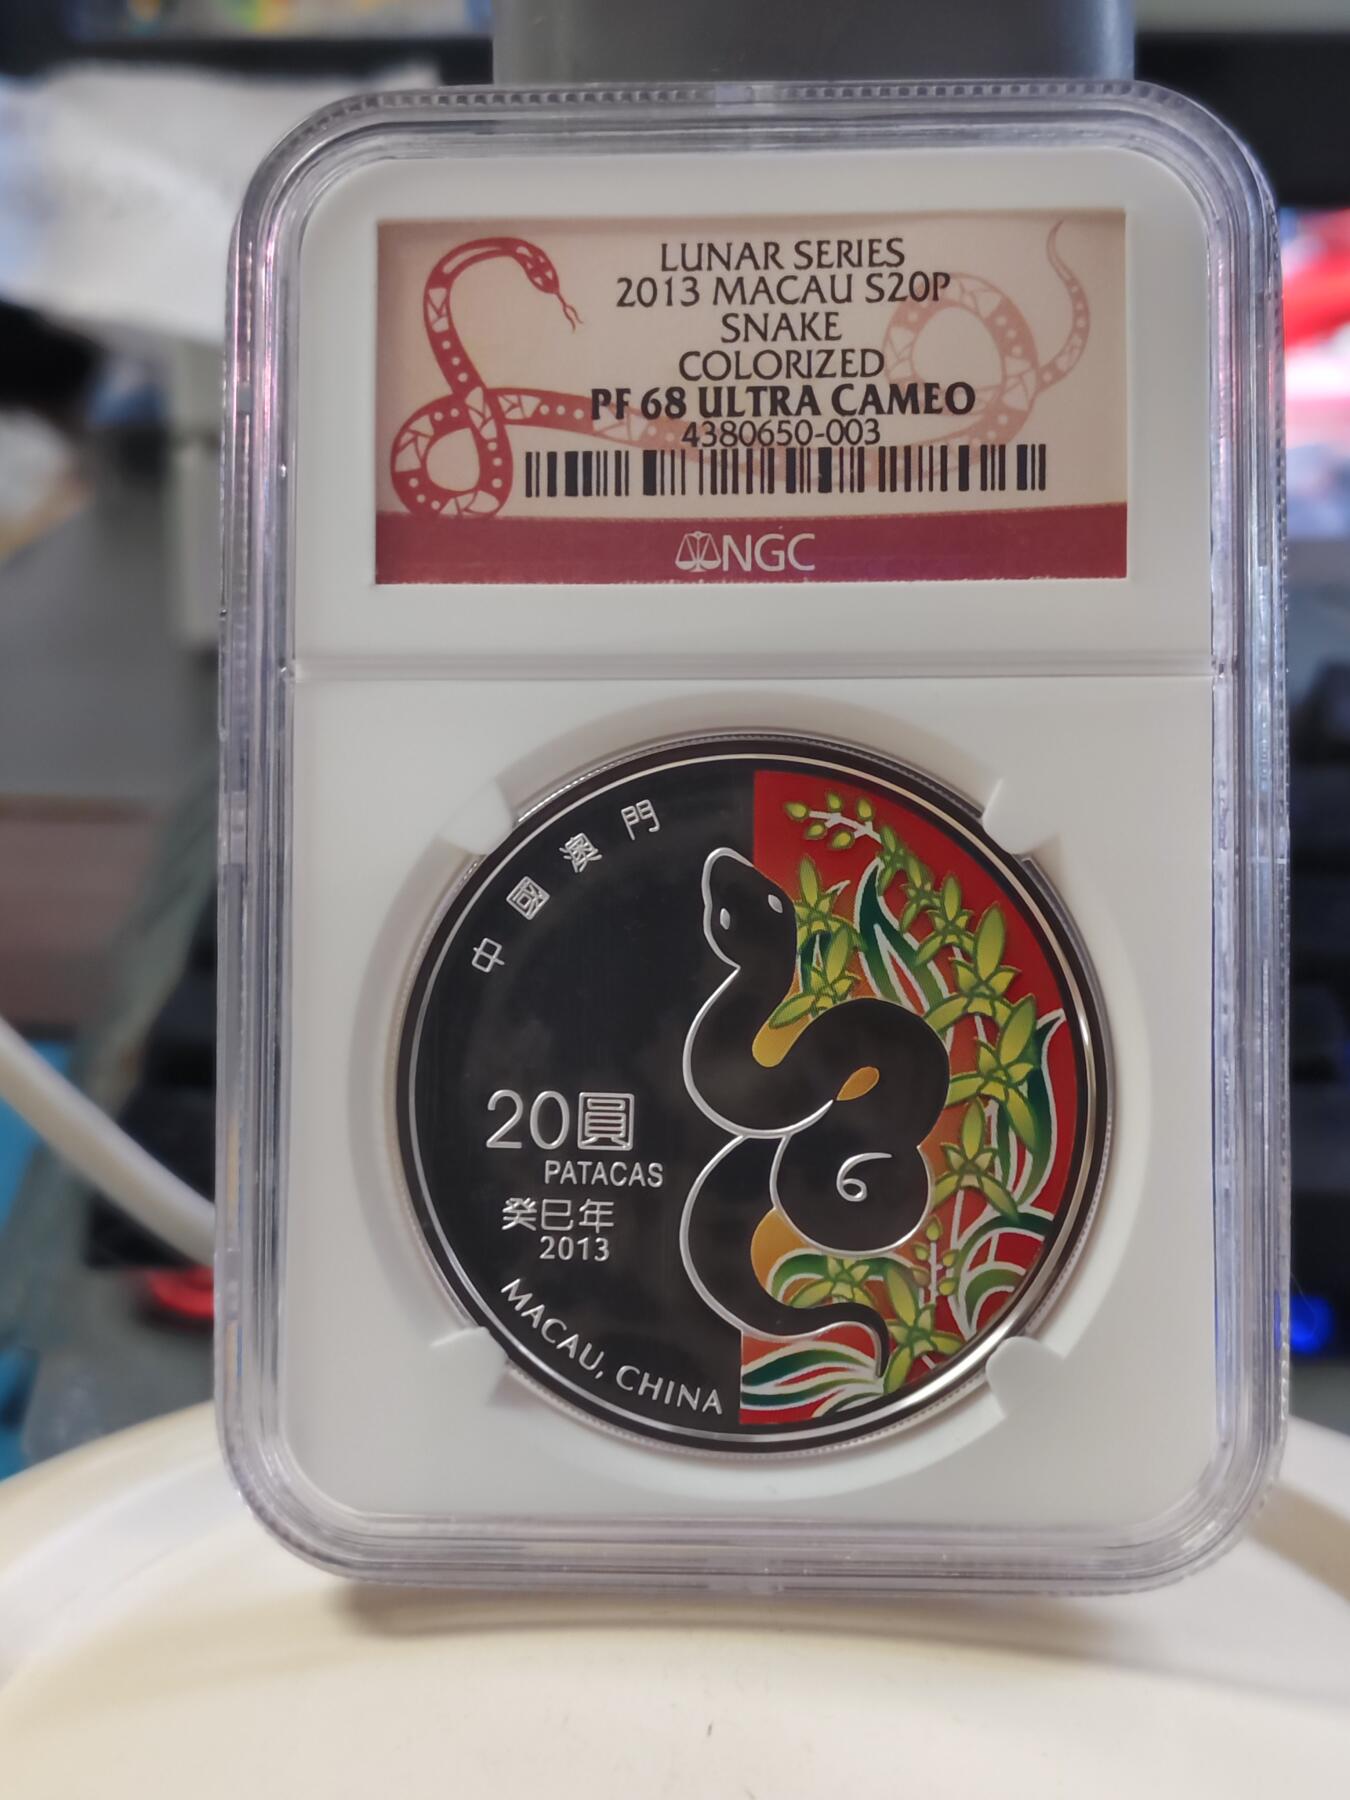 LUNAR SERIES
2013 MACAU S20P
SNAKE
COLORIZED
PF 68 ULTRA CAMEO
4380650-003
NGC
中國澳門
20圓
PATACAS
癸巳年
2013
MACAU, CHINA
6